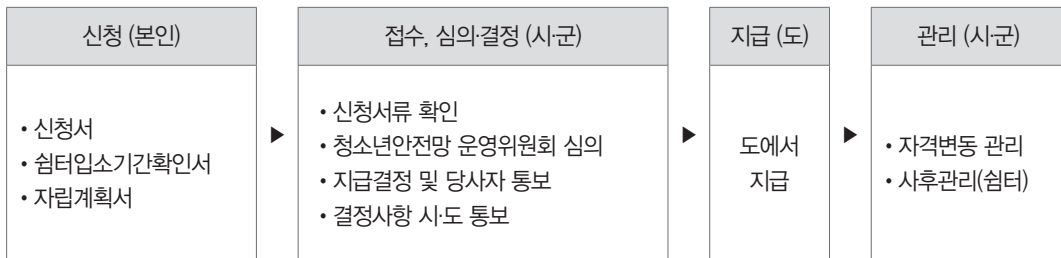 신청 (본인)
• 신청서
• 쉼터입소기간확인서
• 자립계획서
▶
접수, 심의·결정 (시·군)
• 신청서류 확인
• 청소년안전망 운영위원회 심의
• 지급결정 및 당사자 통보
• 결정사항 시·도 통보
▶
지급 (도)
도에서
지급
▶
관리 (시·군)
• 자격변동 관리
• 사후관리(쉼터)